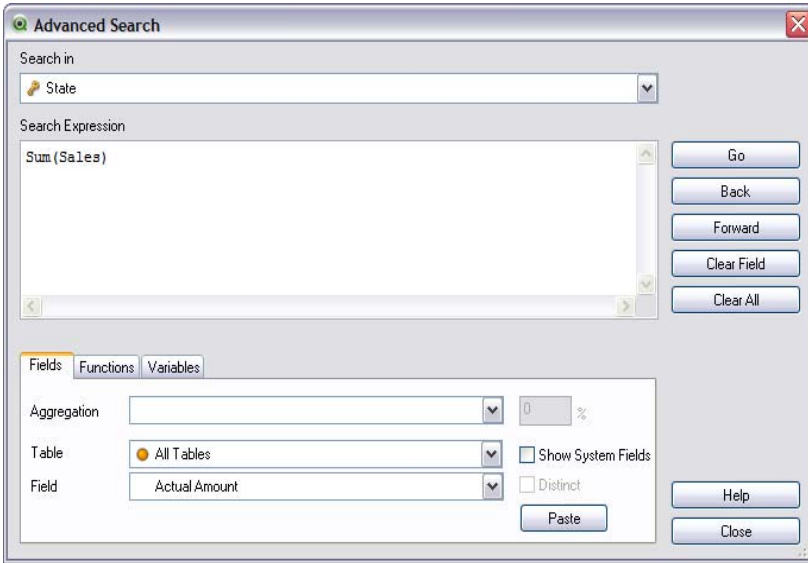 Advanced Search
Search in
State
Search Expression
Sum(Sales)
Go
Back
Forward
Clear Field
Clear All
Fields Functions Variables
Aggregation 0 %
Table All Tables Show System Fields
Field Actual Amount Distinct
Paste
Help
Close